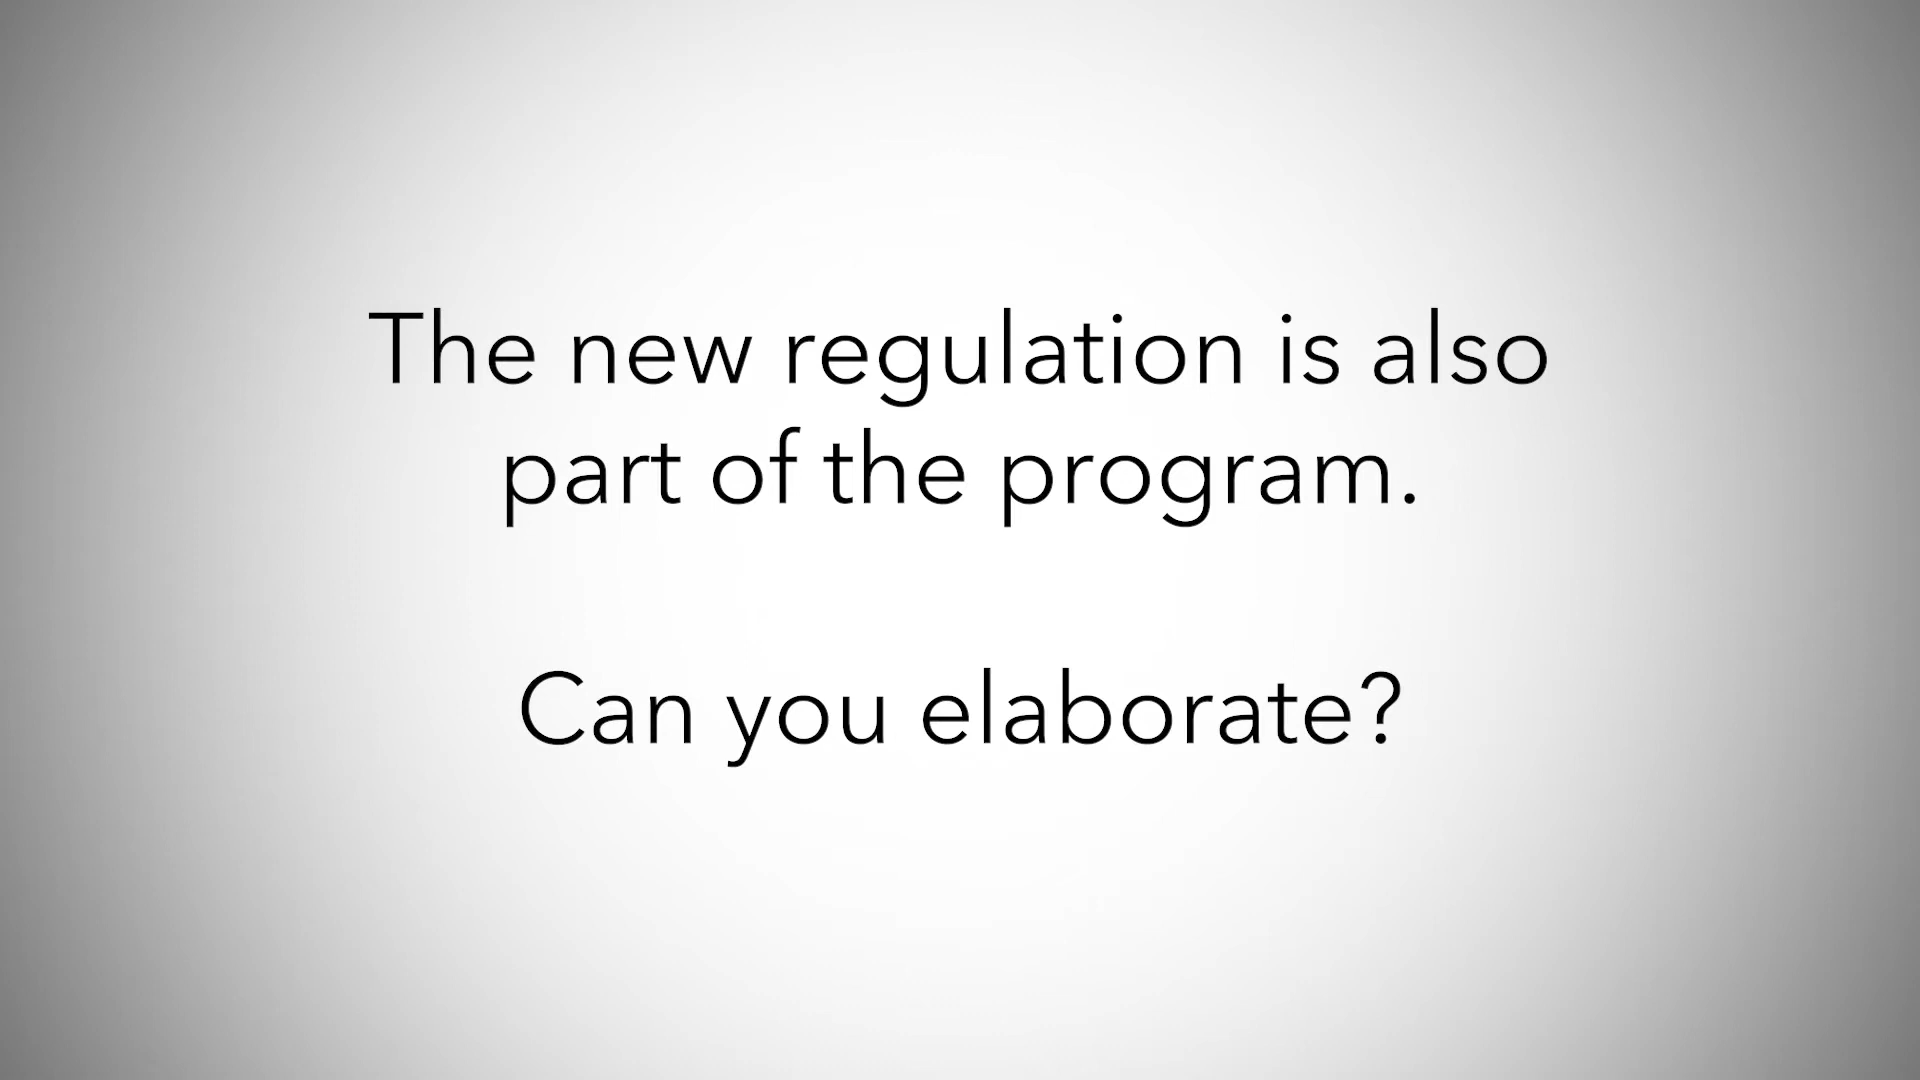 The new regulation is also
part of the program.
Can you elaborate?